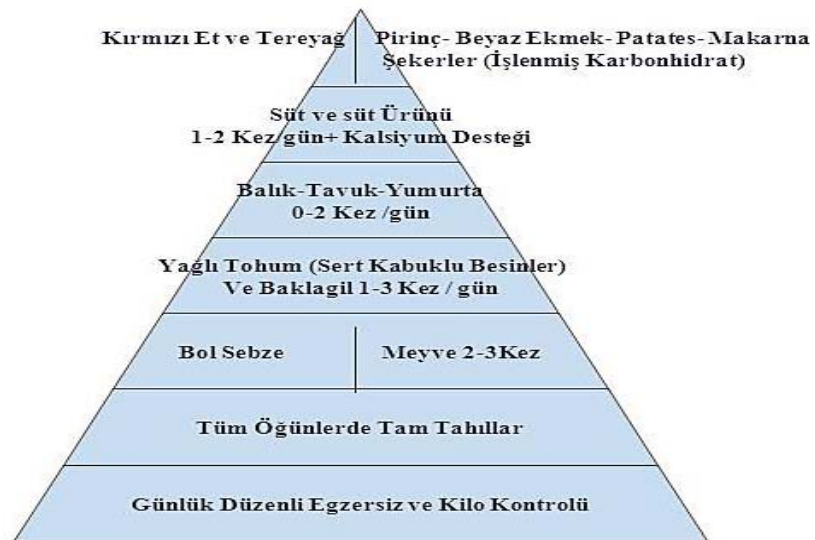 Kırmızı Et ve Tereyağ
Pirinç- Beyaz Ekmek- Patates- Makarna
Şekerler (İşlenmiş Karbonhidrat)
Süt ve süt Ürünü
1-2 Kez/gün+ Kalsiyum Desteği
Balık-Tavuk-Yumurta
0-2 Kez /gün
Yağlı Tohum (Sert Kabuklu Besinler)
Ve Baklagil 1-3 Kez / gün
Bol Sebze
Meyve 2-3Kez
Tüm Öğünlerde Tam Tahıllar
Günlük Düzenli Egzersiz ve Kilo Kontrolü